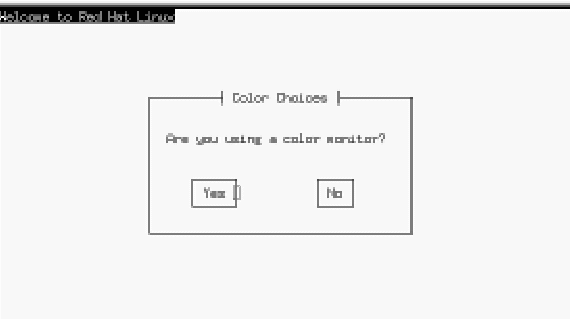 Welcome to Red Hat Linux
Color Choices
Are you using a color monitor?
Yes
No